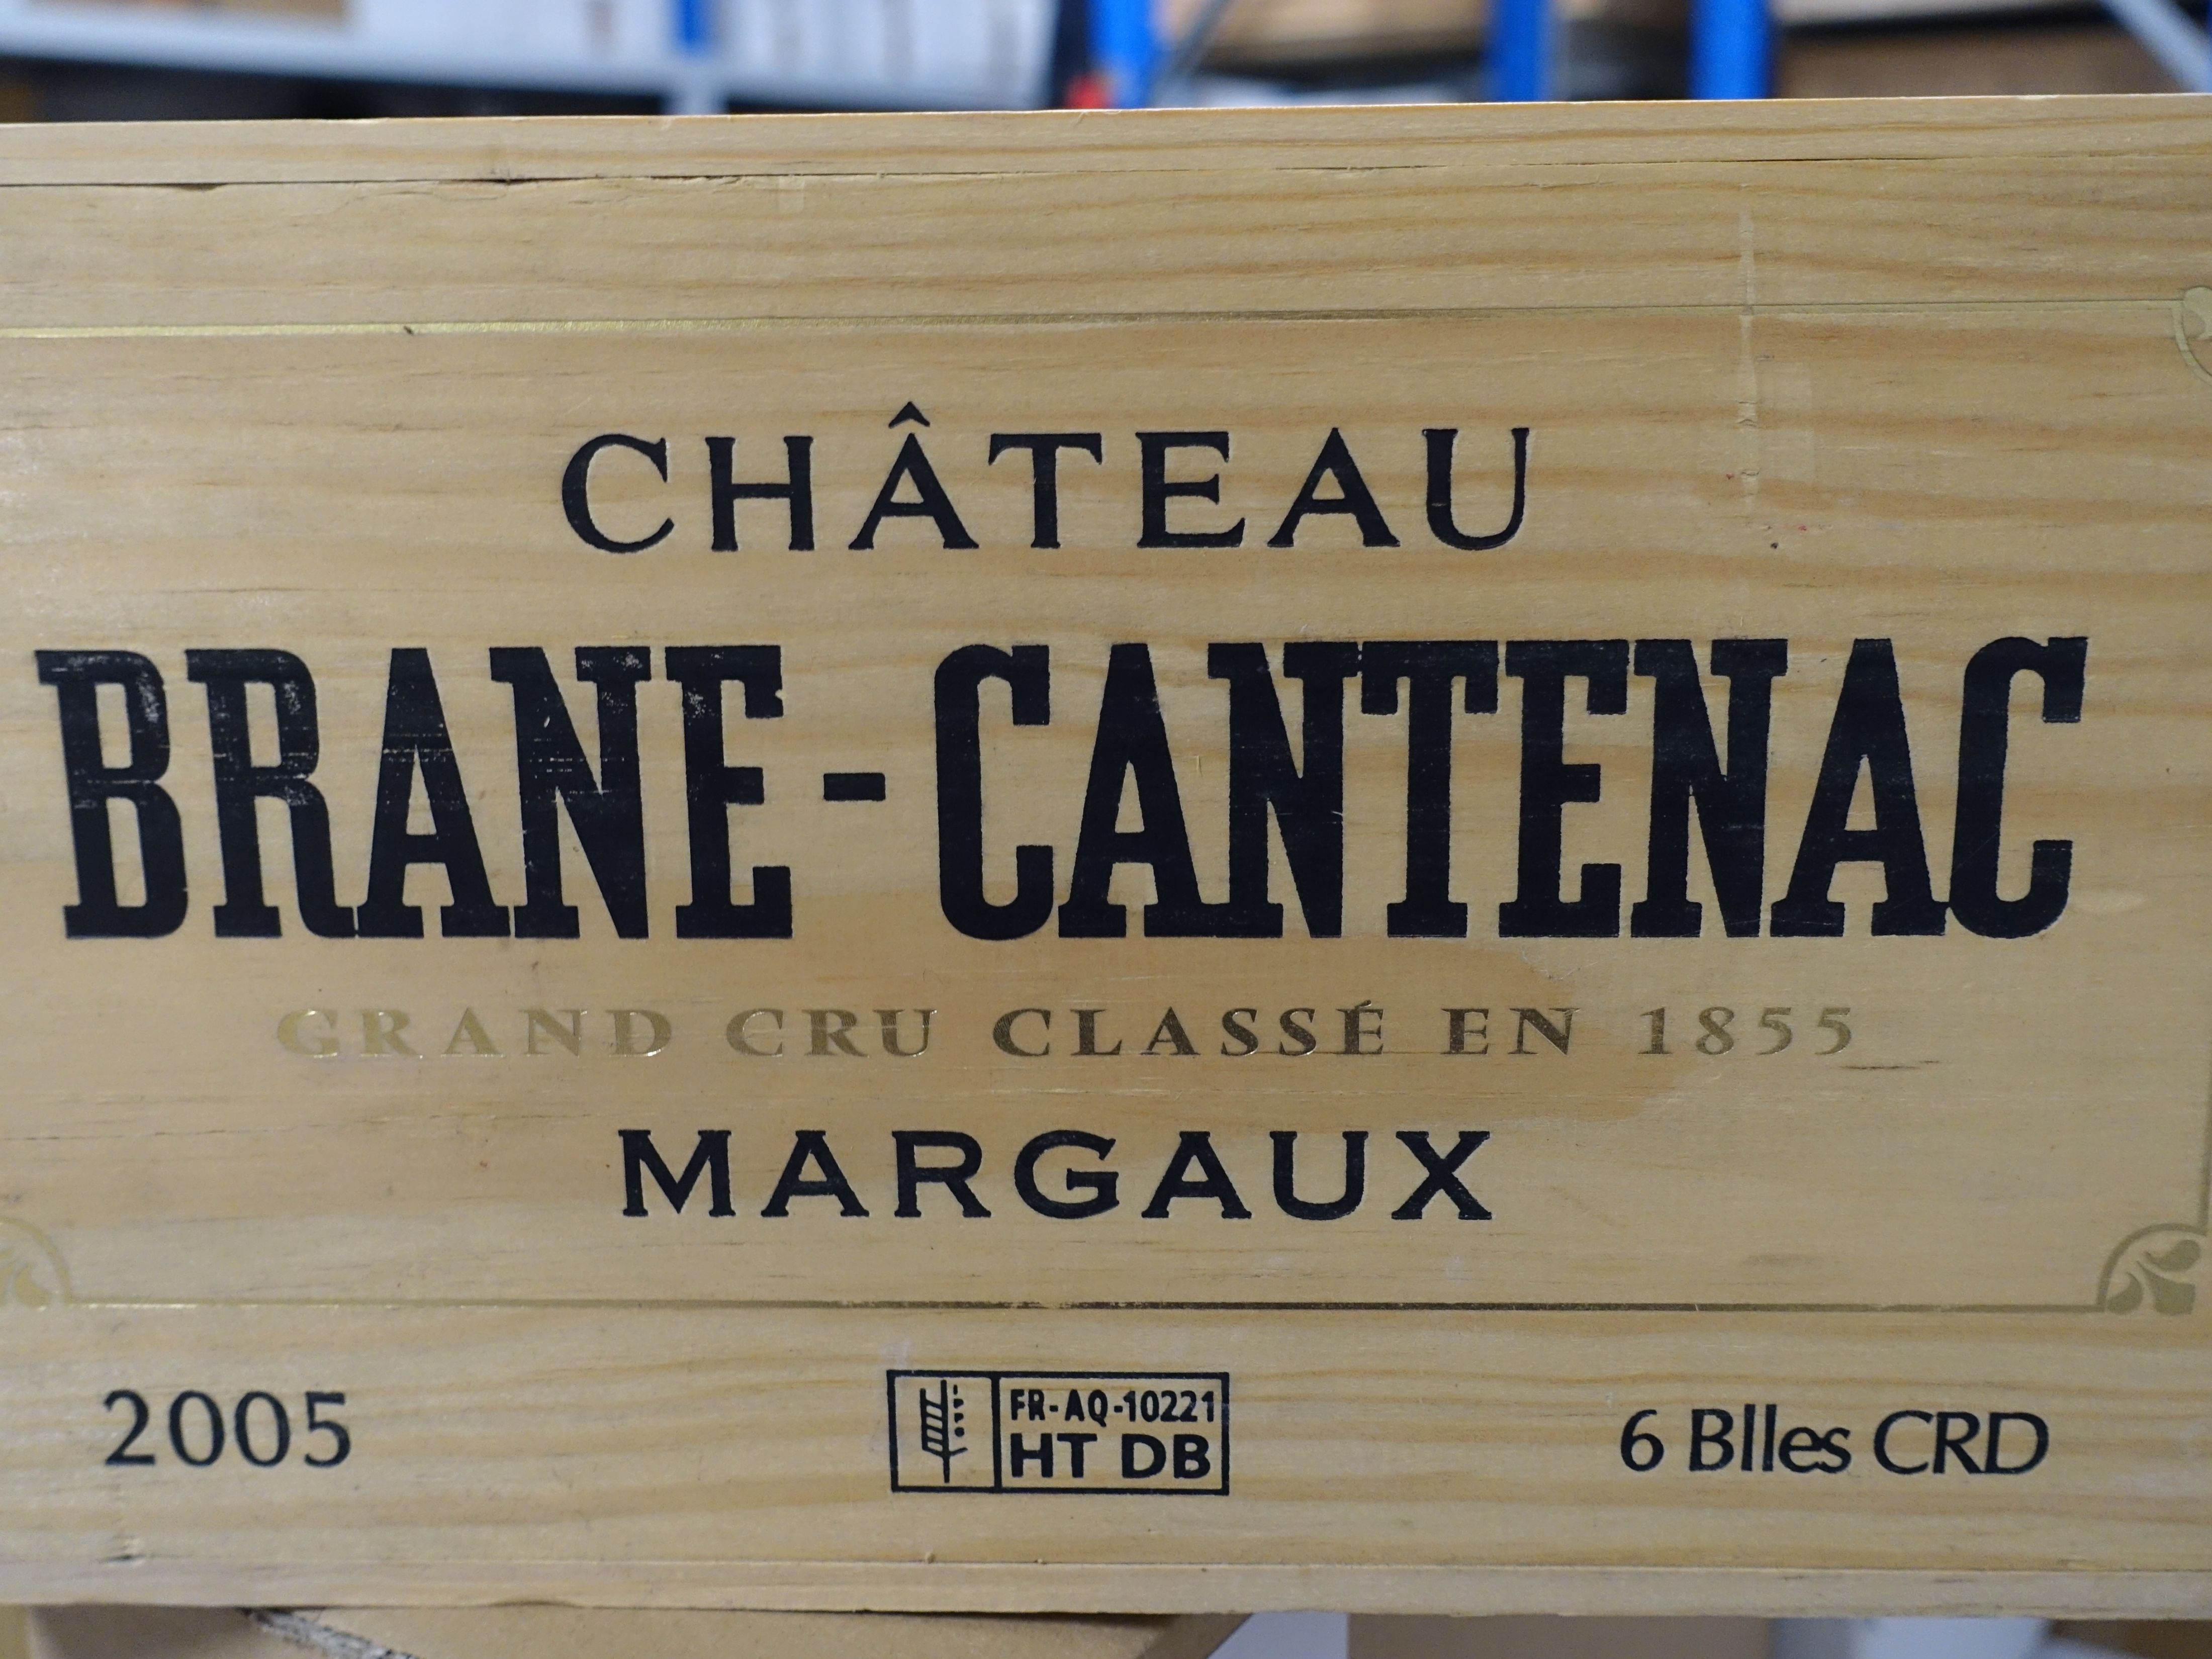 CHÂTEAU
BRANE-CANTENAC
GRAND CRU CLASSÉ EN 1855
MARGAUX
2005
FR-AQ-10221
HT DB
6 Blles CRD